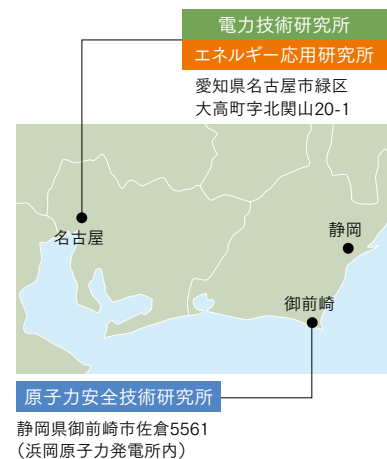 電力技術研究所
エネルギー応用研究所
愛知県名古屋市緑区
大高町字北関山20-1
名古屋
静岡
御前崎
原子力安全技術研究所
静岡県御前崎市佐倉5561
（浜岡原子力発電所内）